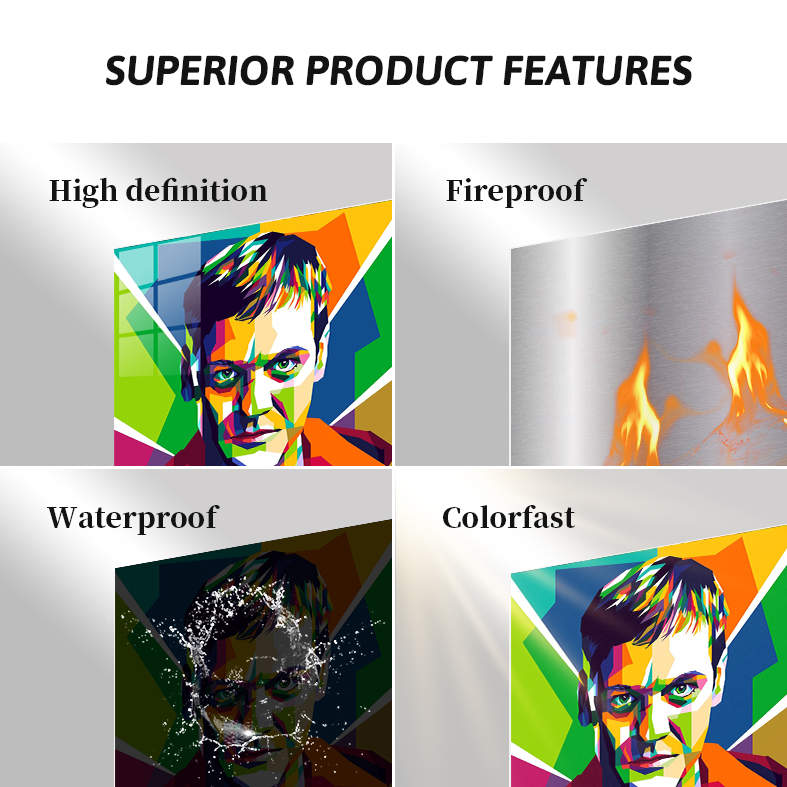 SUPERIOR PRODUCT FEATURES
High definition
Fireproof
Waterproof
Colorfast